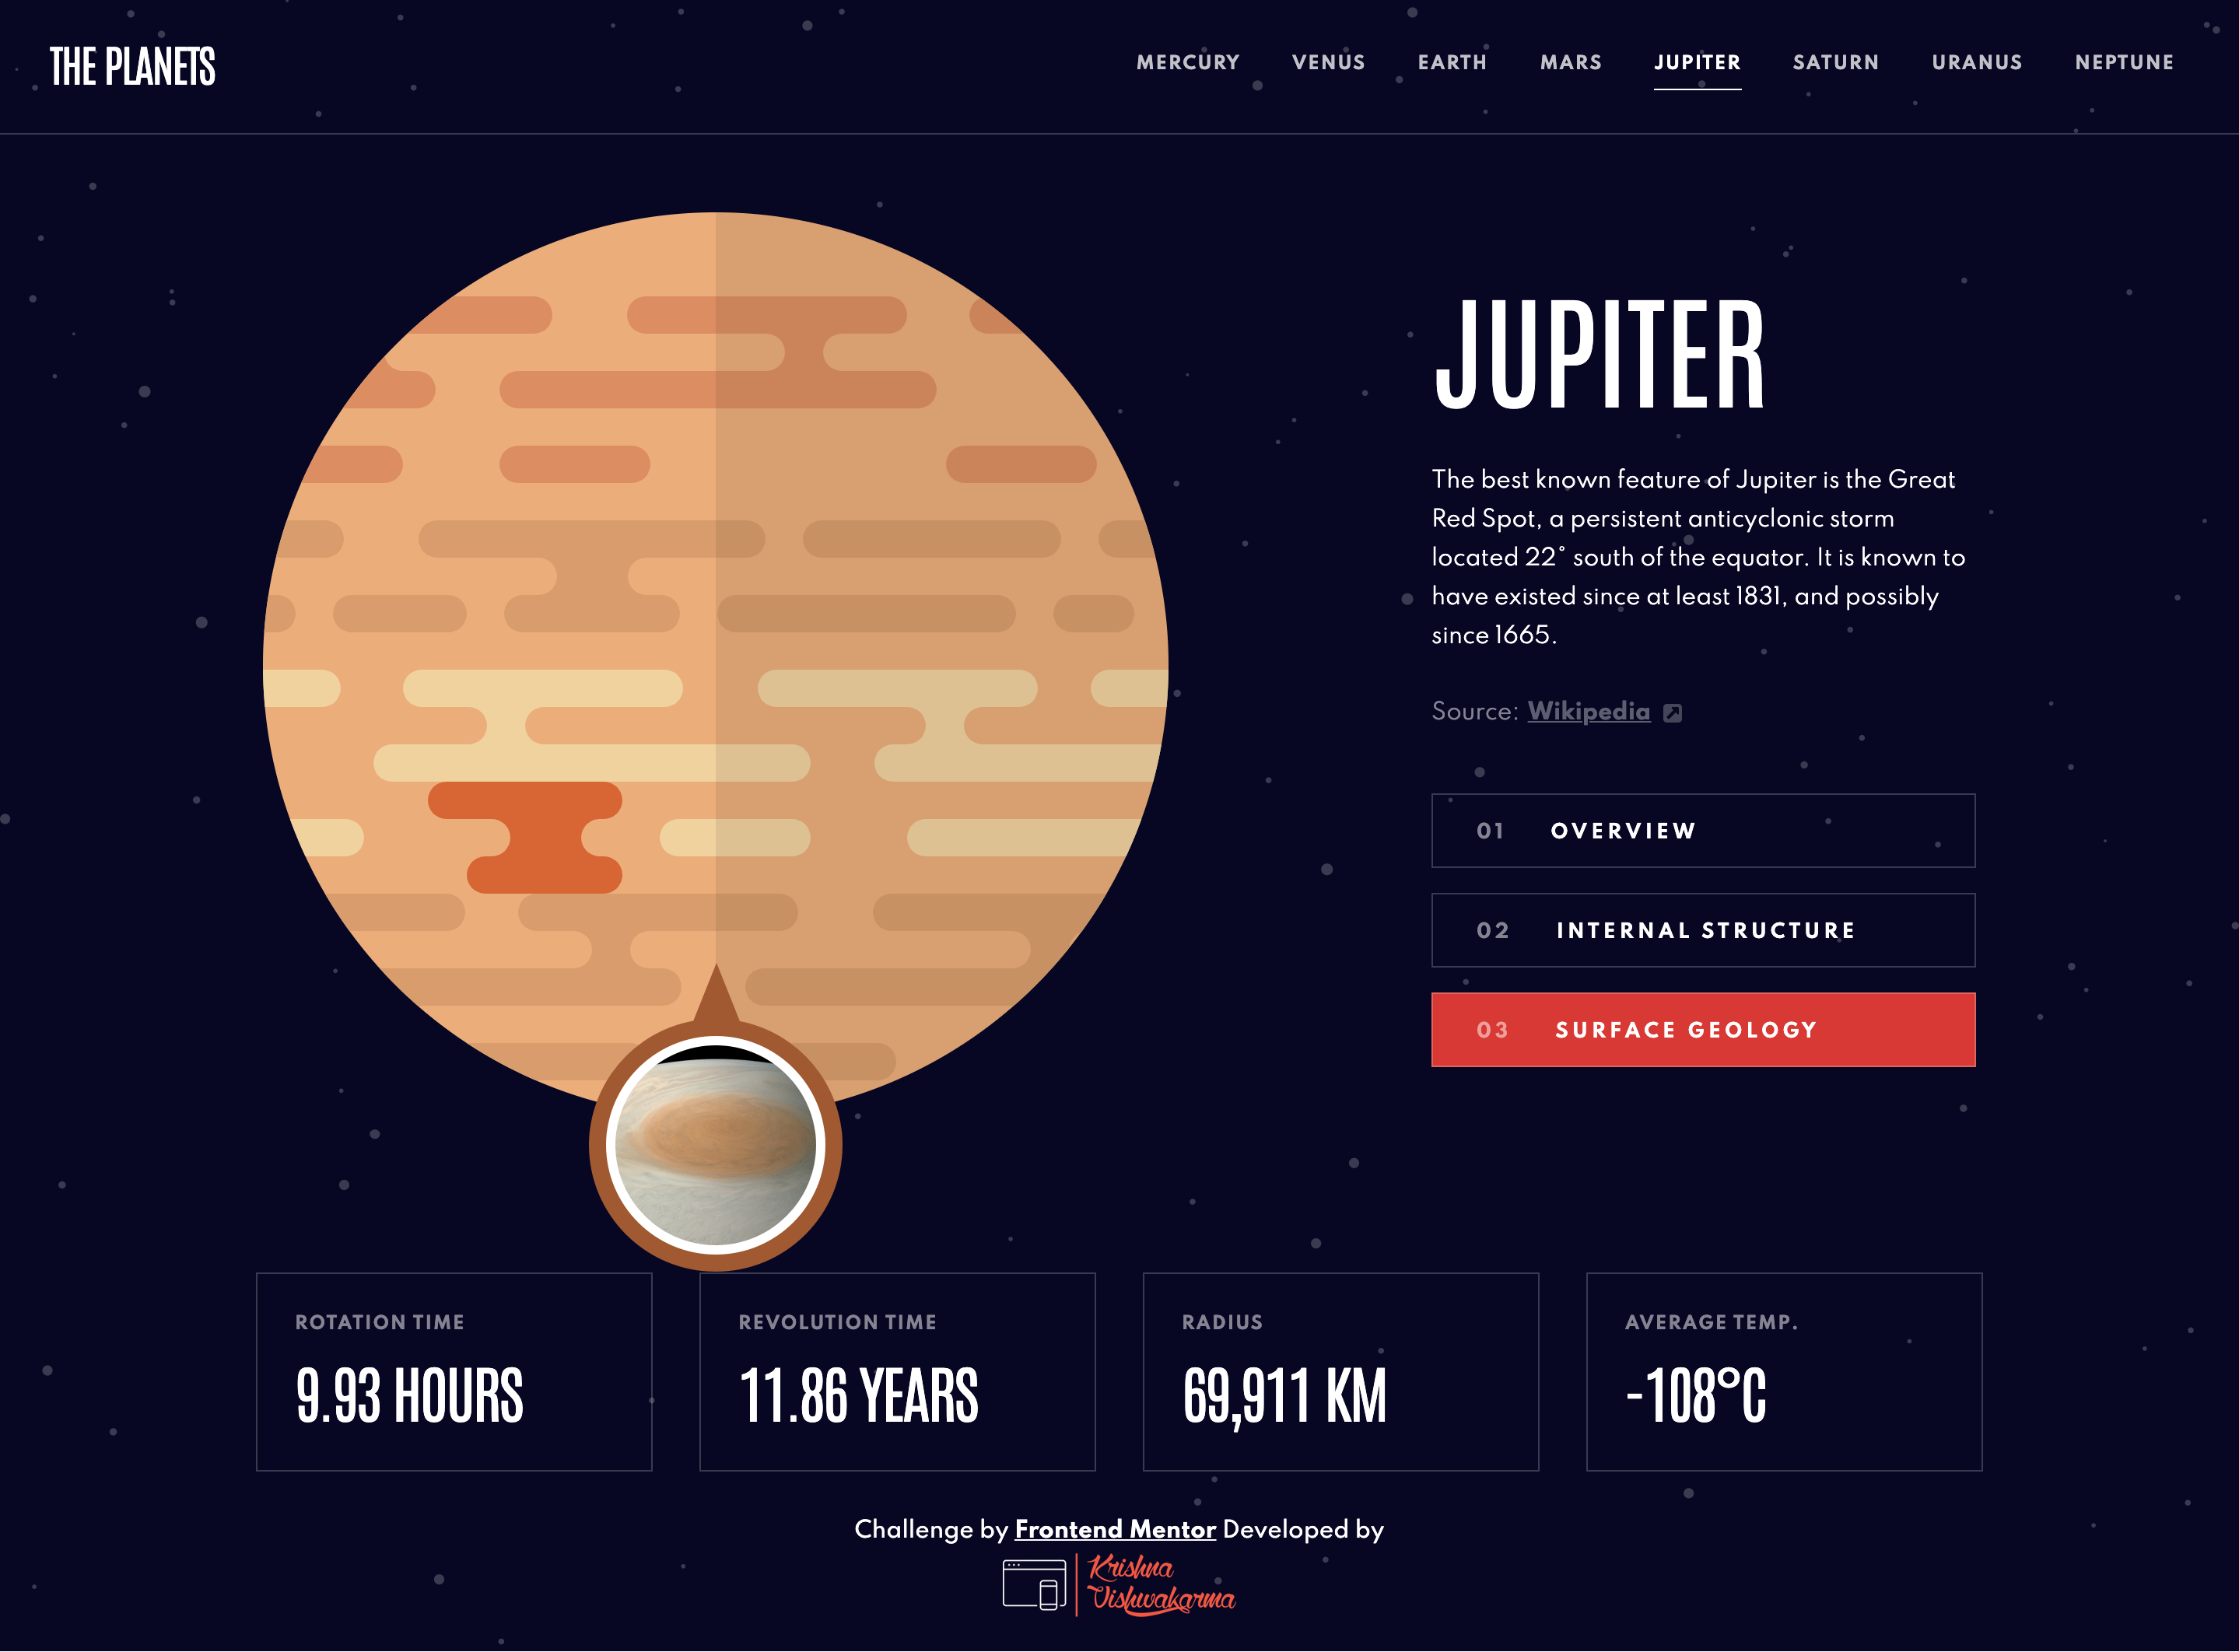 THE PLANETS
MERCURY VENUS EARTH MARS JUPITER SATURN URANUS NEPTUNE
JUPITER
The best known feature of Jupiter is the Great
Red Spot, a persistent anticyclonic storm
located 22° south of the equator. It is known to
have existed since at least 1831, and possibly
since 1665.
Source: Wikipedia
01 OVERVIEW
02 INTERNAL STRUCTURE
03 SURFACE GEOLOGY
ROTATION TIME
9.93 HOURS
REVOLUTION TIME
11.86 YEARS
RADIUS
69,911 KM
AVERAGE TEMP.
-108°C
Challenge by Frontend Mentor Developed by
Krishna
Vishwakarma